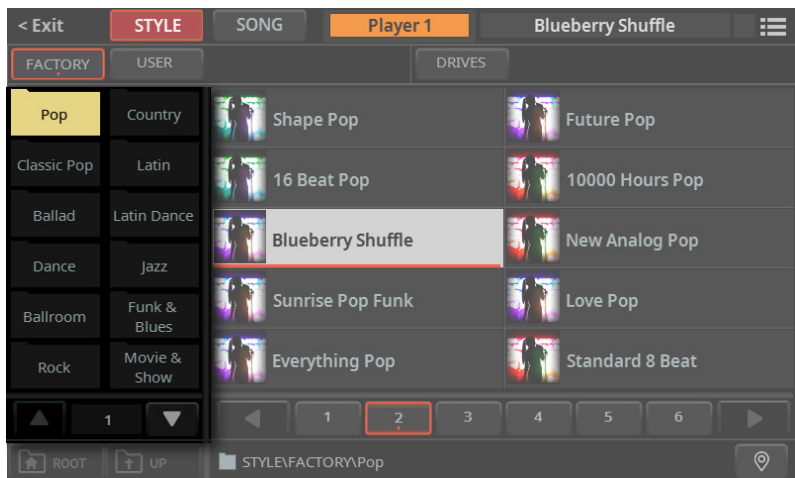 < Exit STYLE SONG Player 1 Blueberry Shuffle
FACTORY USER DRIVES
Pop Country
Classic Pop Latin
Ballad Latin Dance
Dance Jazz
Ballroom Funk &
Blues
Rock Movie &
Show
1
Shape Pop Future Pop
16 Beat Pop 10000 Hours Pop
Blueberry Shuffle New Analog Pop
Sunrise Pop Funk Love Pop
Everything Pop Standard 8 Beat
1 2 3 4 5 6
ROOT UP STYLE\FACTORY\Pop